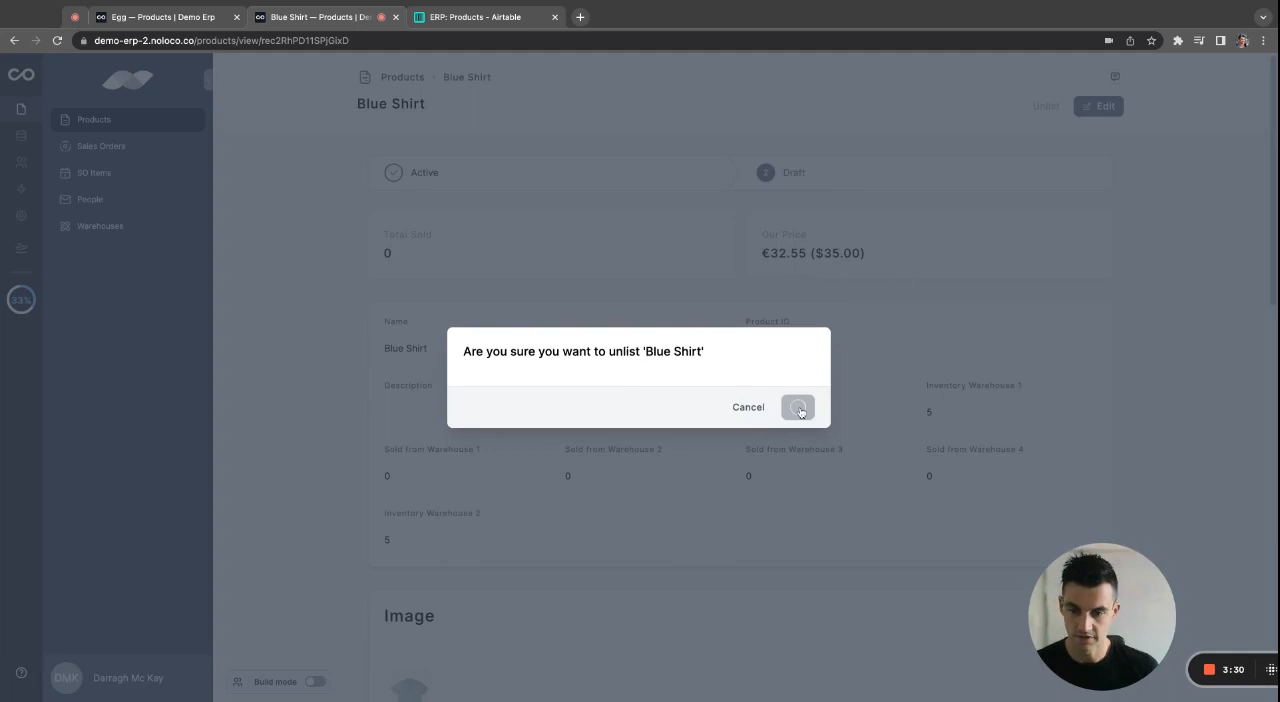 Egg — Products | Demo Erp
Blue Shirt — Products | De
ERP: Products - Airtable
demo-erp-2.noloco.co/products/view/rec2RhPD11SPjGixD
Products
Sales Orders
SO Items
People
Warehouses
33%
DMK
Darragh Mc Kay
Products
Blue Shirt
Blue Shirt
Unlist
Edit
Active
2
Draft
Total Sold
0
Our Price
€32.55 ($35.00)
Name
Product ID
Blue Shirt
Description
Inventory Warehouse 1
5
Are you sure you want to unlist 'Blue Shirt'
Cancel
Sold from Warehouse 1
Sold from Warehouse 2
Sold from Warehouse 3
Sold from Warehouse 4
0
0
0
0
Inventory Warehouse 2
5
Image
Build mode
3:30